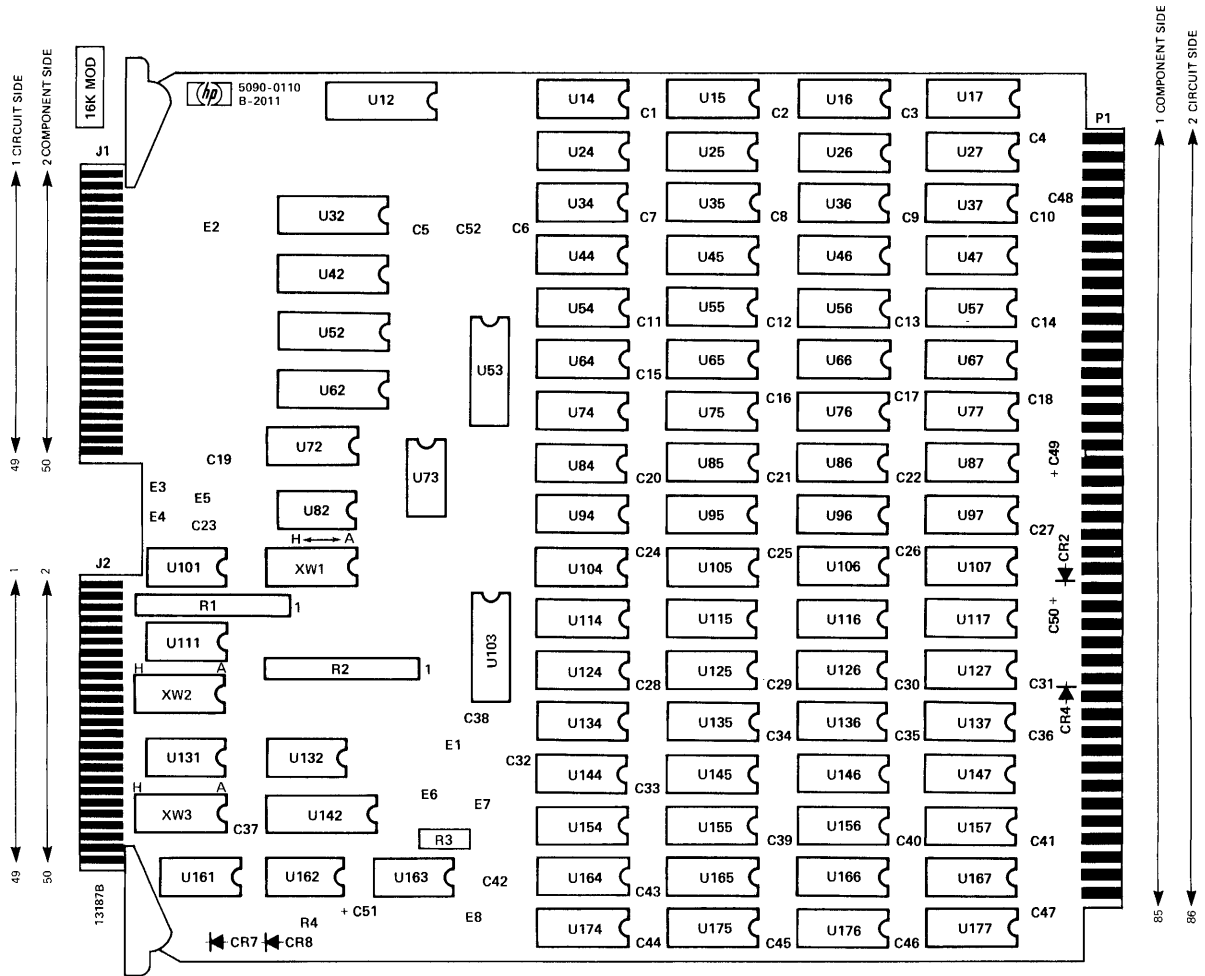 1 CIRCUIT SIDE
2 COMPONENT SIDE
16K MOD
hp
5090-0110
B-2011
1 COMPONENT SIDE
2 CIRCUIT SIDE
J1
P1
U12
U14
C1
U15
C2
U16
C3
U17
C4
U24
U25
U26
U27
C48
E2
U32
C5
C52
C6
U34
C7
U35
C8
U36
C9
U37
C10
U42
U44
U45
U46
U47
U52
U53
U54
C11
U55
C12
U56
C13
U57
C14
U62
U64
C15
U65
U66
U67
C16
C17
C18
U72
U73
U74
U75
U76
U77
49
50
C19
U84
C20
U85
C21
U86
C22
U87
+ C49
E3
E5
E4
C23
U82
H A
U94
U95
U96
U97
C27
J2
1
2
U101
XW1
U104
C24
U105
C25
U106
C26
U107
CR2
R1
1
U103
U114
U115
U116
U117
C50 +
U111
H A
XW2
R2
1
U124
C28
U125
C29
U126
C30
U127
C31
CR4
C38
E1
U134
U135
C34
U136
C35
U137
C36
U131
U132
C32
U144
C33
U145
U146
U147
H A
XW3
C37
U142
E6
E7
R3
U154
U155
C39
U156
C40
U157
C41
49
50
13187B
U161
U162
U163
C42
U164
C43
U165
U166
U167
C47
+ C51
R4
E8
CR7
CR8
U174
C44
U175
C45
U176
C46
U177
85
86